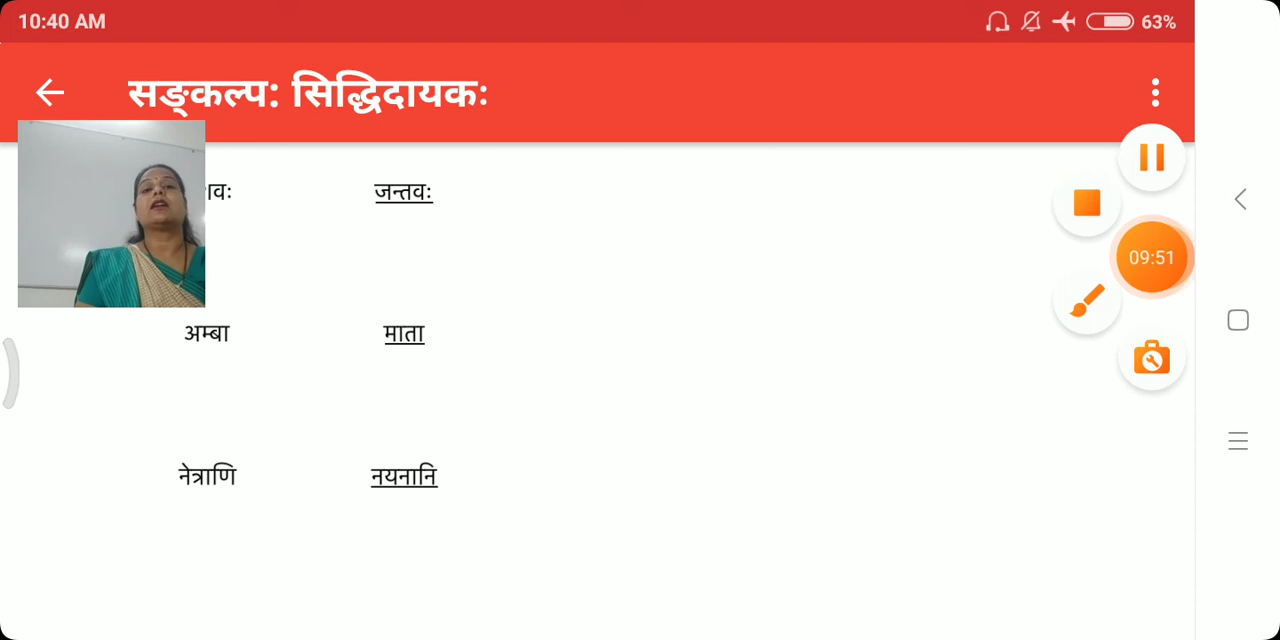 10:40 AM 63%
सङ्कल्प: सिद्धिदायकः
जन्तवः
09:51
अम्बा माता
नेत्राणि नयनानि